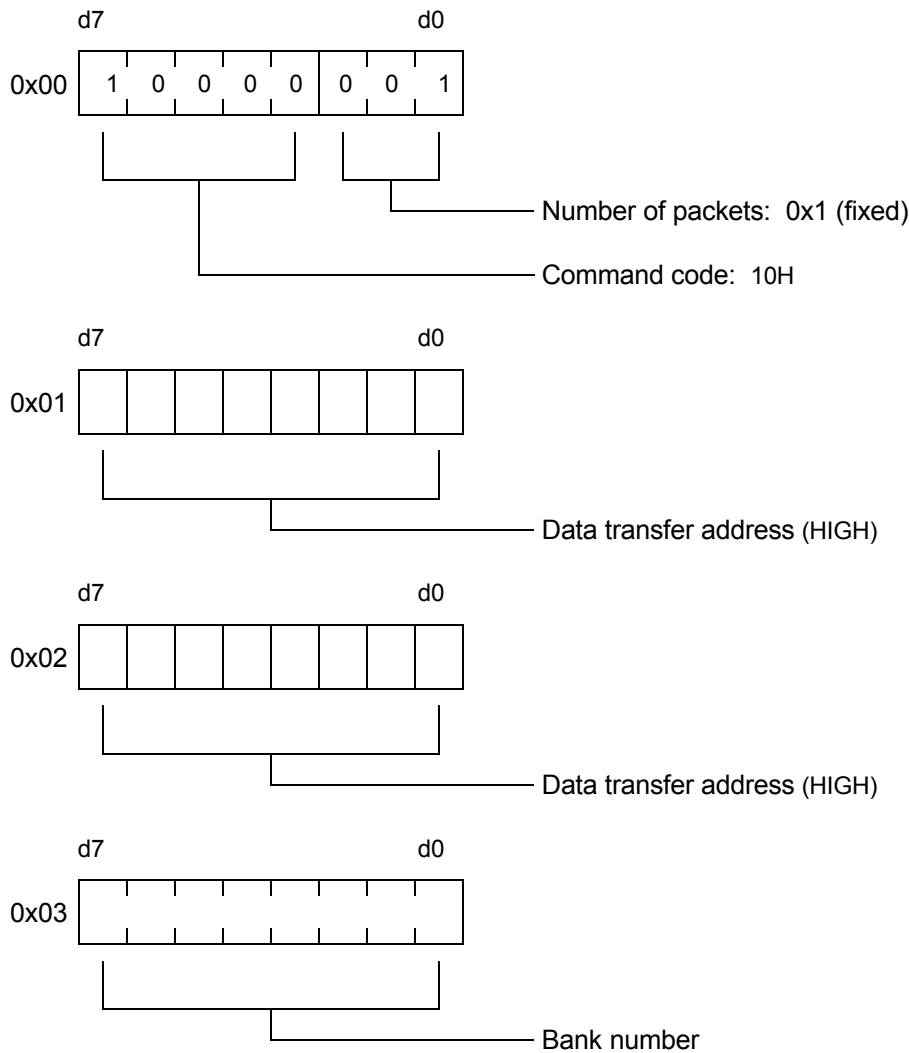 d7 d0
0x00 1 0 0 0 0 0 0 1
Number of packets: 0x1 (fixed)
Command code: 10H
d7 d0
0x01
Data transfer address (HIGH)
d7 d0
0x02
Data transfer address (HIGH)
d7 d0
0x03
Bank number